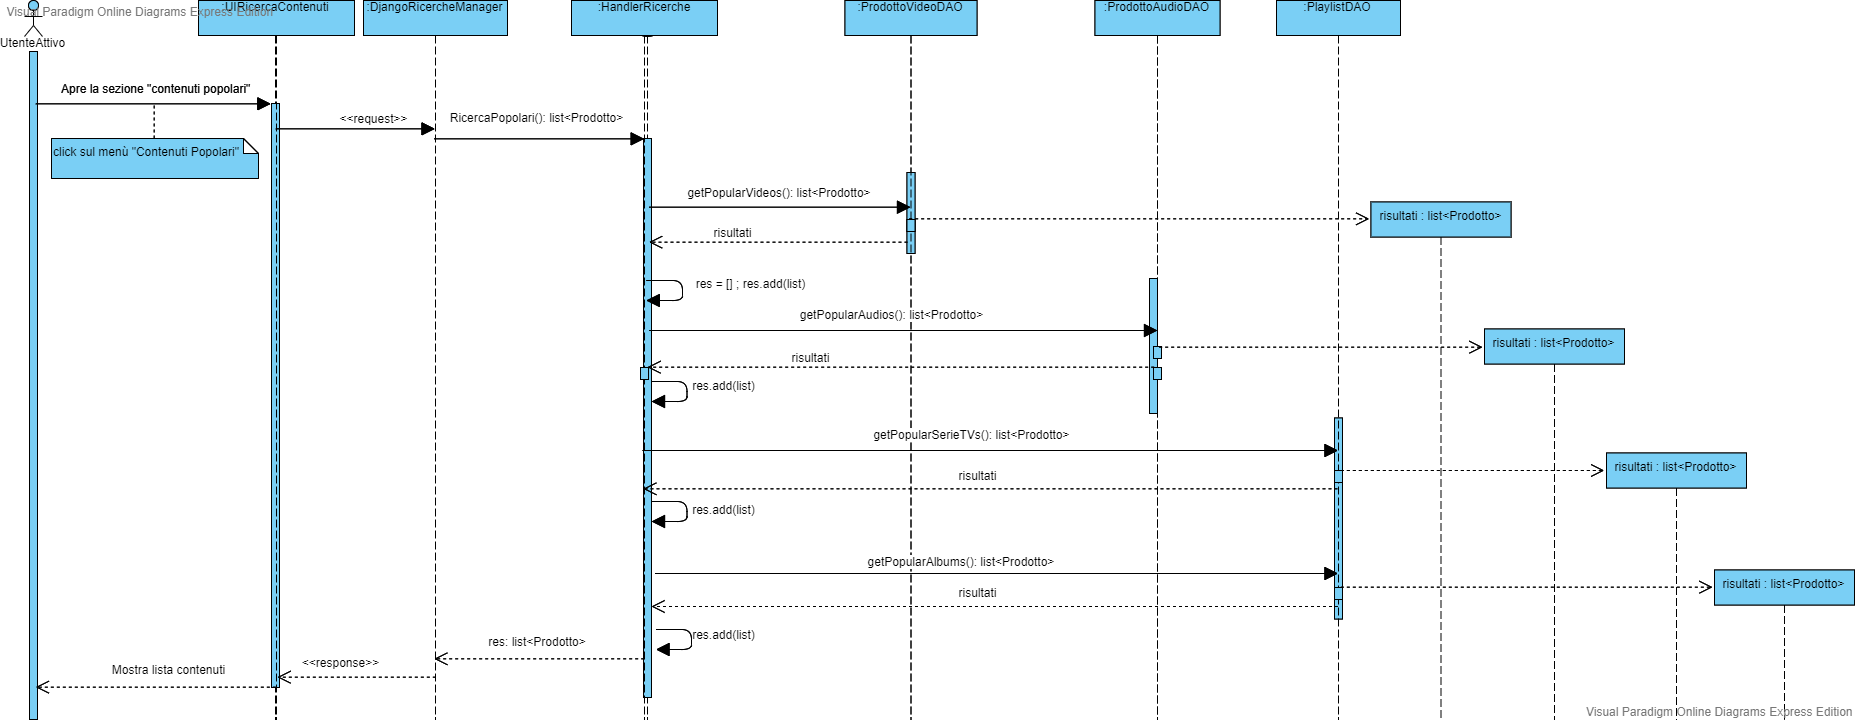 Visual Paradigm Online Diagrams Express Edition
UtenteAttivo
:UIRicercaContenuti
:DjangoRicercheManager
:HandlerRicerche
:ProdottoVideoDAO
:ProdottoAudioDAO
:PlaylistDAO
Apre la sezione "contenuti popolari"
<<request>>
RicercaPopolari(): list<Prodotto>
click sul menù "Contenuti Popolari"
getPopularVideos(): list<Prodotto>
risultati : list<Prodotto>
risultati
res = [] ; res.add(list)
getPopularAudios(): list<Prodotto>
risultati : list<Prodotto>
risultati
res.add(list)
getPopularSerieTVs(): list<Prodotto>
risultati : list<Prodotto>
risultati
res.add(list)
getPopularAlbums(): list<Prodotto>
risultati : list<Prodotto>
risultati
res.add(list)
res: list<Prodotto>
<<response>>
Mostra lista contenuti
Visual Paradigm Online Diagrams Express Edition